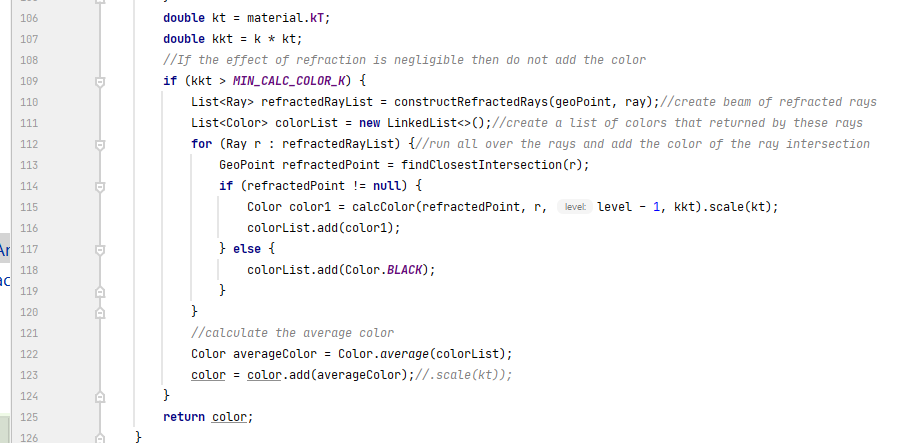 106 double kt = material.kT;
107 double kkt = k * kt;
108 //If the effect of refraction is negligible then do not add the color
109 if (kkt > MIN_CALC_COLOR_K) {
110 List<Ray> refractedRayList = constructRefractedRays(geoPoint, ray);//create beam of refracted rays
111 List<Color> colorList = new LinkedList<>();//create a list of colors that returned by these rays
112 for (Ray r : refractedRayList) {//run all over the rays and add the color of the ray intersection
113 GeoPoint refractedPoint = findClosestIntersection(r);
114 if (refractedPoint != null) {
115 Color color1 = calcColor(refractedPoint, r, level: level - 1, kkt).scale(kt);
116 colorList.add(color1);
117 } else {
118 colorList.add(Color.BLACK);
119 }
120 }
121 //calculate the average color
122 Color averageColor = Color.average(colorList);
123 color = color.add(averageColor);//.scale(kt));
124 }
125 return color;
126 }